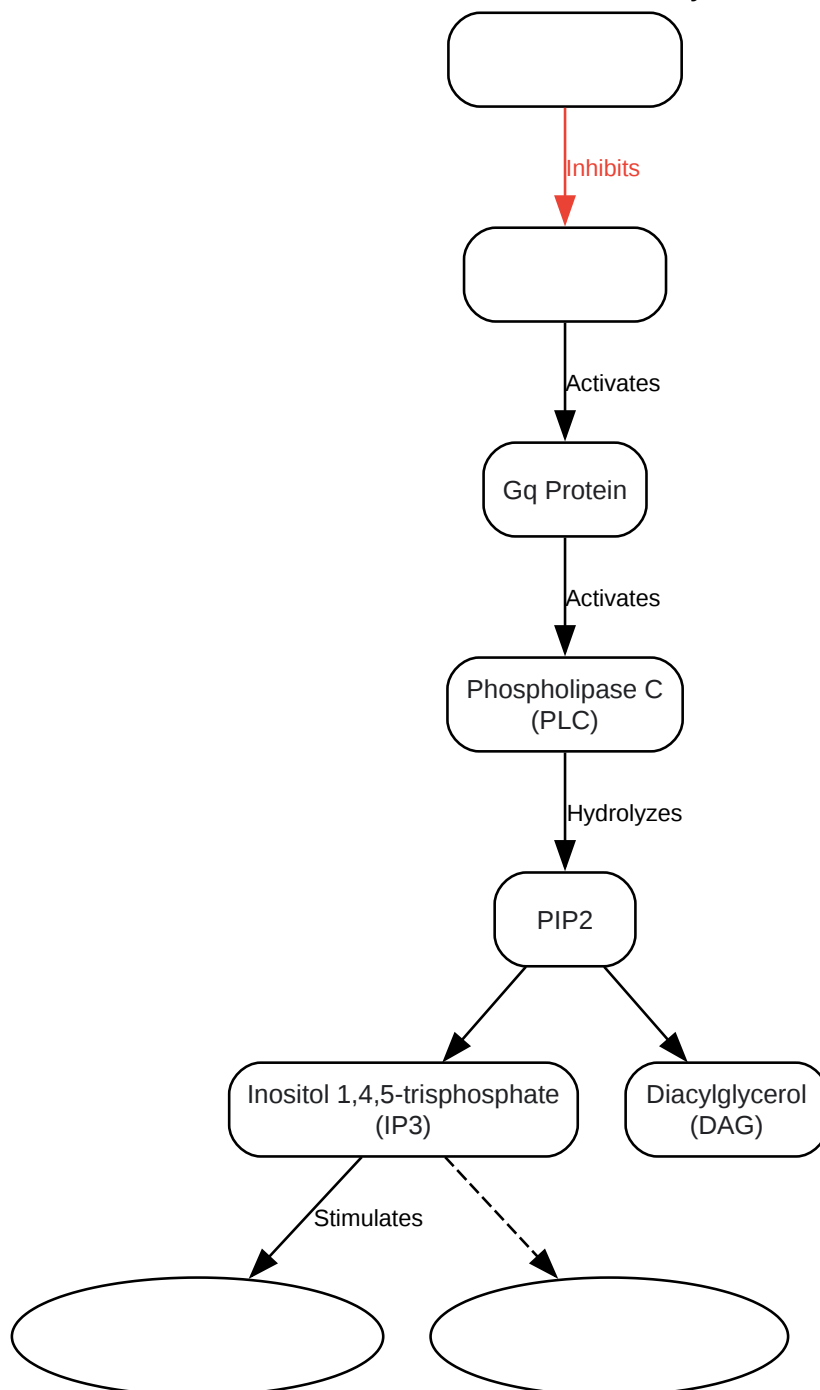 Inhibits
Activates
Gq Protein
Activates
Phospholipase C
(PLC)
Hydrolyzes
PIP2
Inositol 1,4,5-trisphosphate
(IP3)
Diacylglycerol
(DAG)
Stimulates